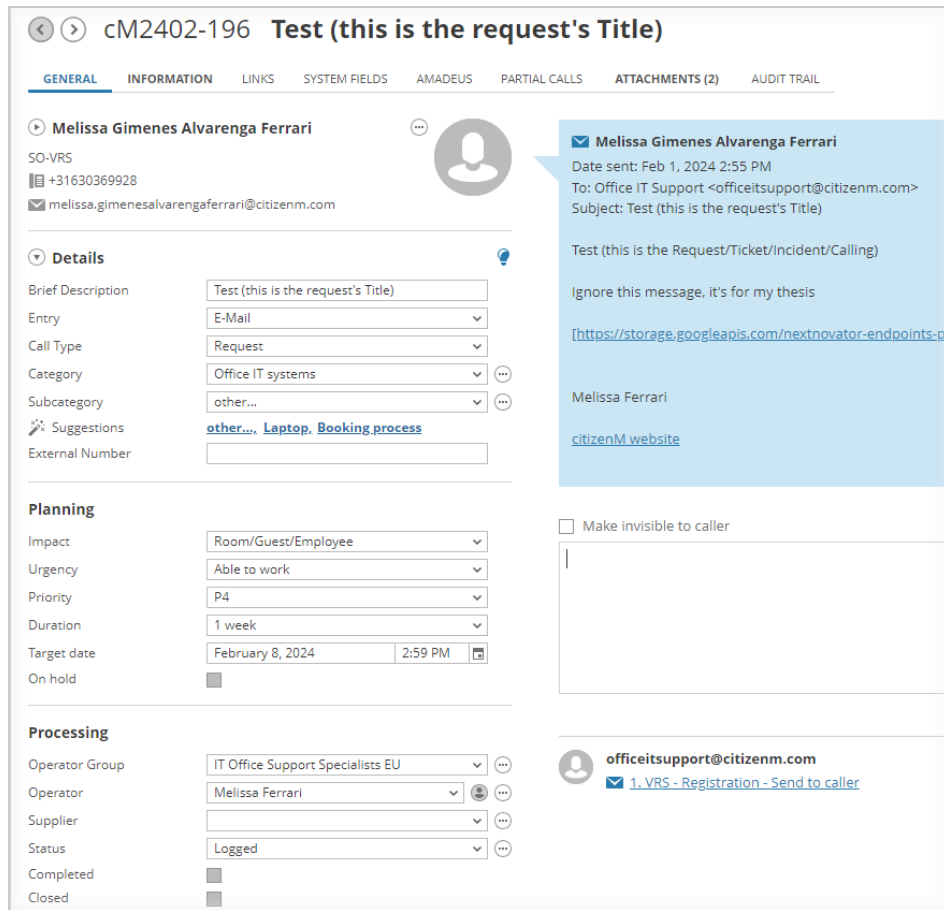 cM2402-196 Test (this is the request's Title)
GENERAL INFORMATION LINKS SYSTEM FIELDS AMADEUS PARTIAL CALLS ATTACHMENTS (2) AUDIT TRAIL
Melissa Gimenes Alvarenga Ferrari
SO-VRS
+31630369928
melissa.gimenesalvarengaferrari@citizenm.com
Details
Brief Description Test (this is the request's Title)
Entry E-Mail
Call Type Request
Category Office IT systems
Subcategory other...
Suggestions other..., Laptop, Booking process
External Number
Planning
Impact Room/Guest/Employee
Urgency Able to work
Priority P4
Duration 1 week
Target date February 8, 2024 2:59 PM
On hold
Processing
Operator Group IT Office Support Specialists EU
Operator Melissa Ferrari
Supplier
Status Logged
Completed
Closed
Melissa Gimenes Alvarenga Ferrari
Date sent: Feb 1, 2024 2:55 PM
To: Office IT Support <officeitsupport@citizenm.com>
Subject: Test (this is the request's Title)
Test (this is the Request/Ticket/Incident/Calling)
Ignore this message, it's for my thesis
[https://storage.googleapis.com/nextnovator-endpoints-p
Melissa Ferrari
citizenM website
Make invisible to caller
officeitsupport@citizenm.com
1. VRS - Registration - Send to caller